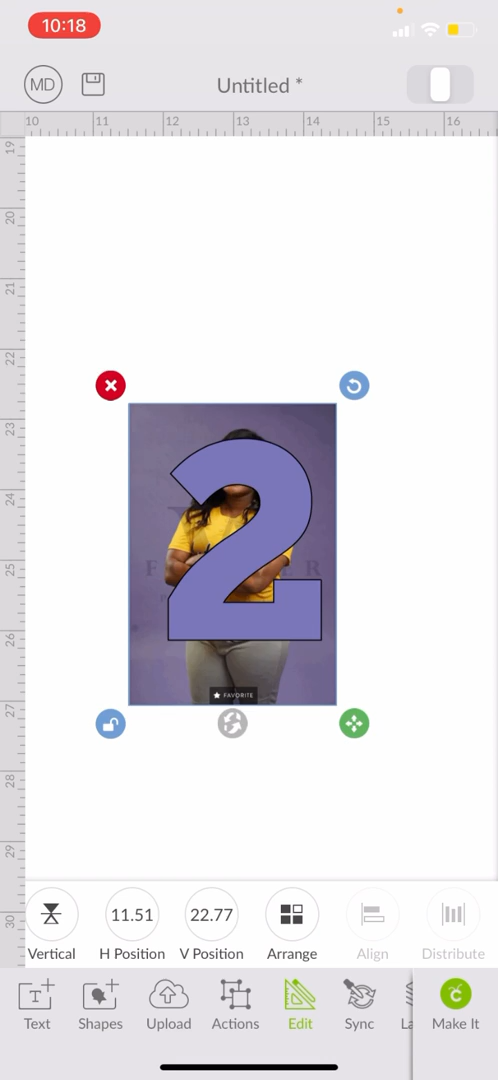 10:18
MD
Untitled *
10 11 12 13 14 15 16
19
20
21
22
23
24
25
26
27
28
29
30
2
FAVORITE
11.51 22.77
Vertical H Position V Position Arrange Align Distribute
Text Shapes Upload Actions Edit Sync La Make It